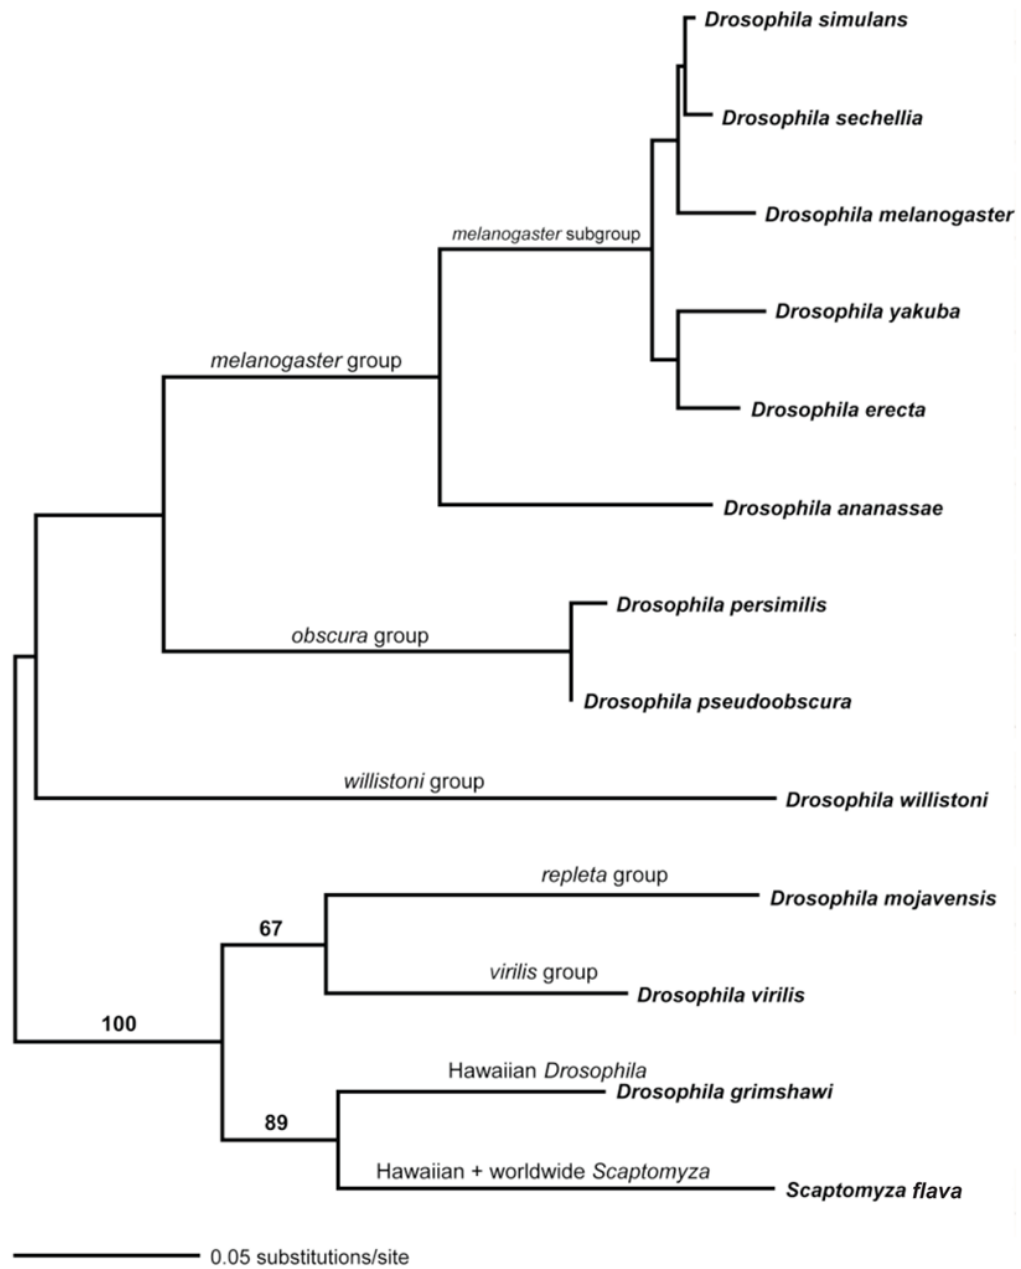 Drosophila simulans
Drosophila sechellia
Drosophila melanogaster
melanogaster subgroup
Drosophila yakuba
melanogaster group
Drosophila erecta
Drosophila ananassae
Drosophila persimilis
obscura group
Drosophila pseudoobscura
willistoni group
Drosophila willistoni
repleta group
Drosophila mojavensis
67
virilis group
Drosophila virilis
100
Hawaiian Drosophila
Drosophila grimshawi
89
Hawaiian + worldwide Scaptomyza
Scaptomyza flava
0.05 substitutions/site